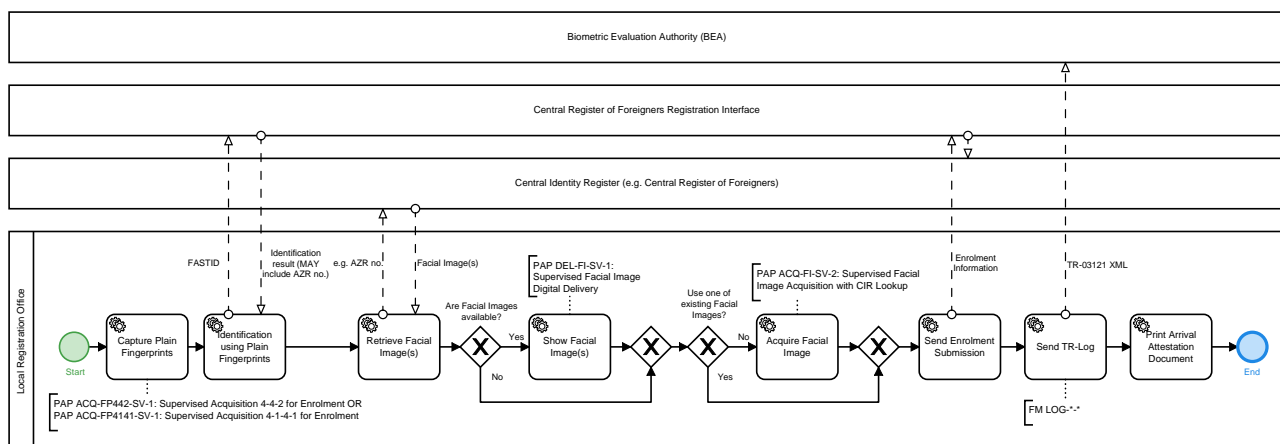 Biometric Evaluation Authority (BEA)
Central Register of Foreigners Registration Interface
Central Identity Register (e.g. Central Register of Foreigners)
Local Registration Office
FASTID
Identification
result (MAY
include AZR no.)
e.g. AZR no.
Facial Image(s)
Are Facial Images
available?
PAP DEL-FI-SV-1:
Supervised Facial Image
Digital Delivery
Use one of
existing Facial
Images?
PAP ACQ-FI-SV-2: Supervised Facial
Image Acquisition with CIR Lookup
Enrolment
Information
TR-03121 XML
Start
Capture Plain
Fingerprints
Identification
using Plain
Fingerprints
Retrieve Facial
Image(s)
Yes
No
Show Facial
Image(s)
No
Yes
Acquire Facial
Image
Send Enrolment
Submission
Send TR-Log
Print Arrival
Attestation
Document
End
PAP ACQ-FP442-SV-1: Supervised Acquisition 4-4-2 for Enrolment OR
PAP ACQ-FP4141-SV-1: Supervised Acquisition 4-1-4-1 for Enrolment
FM LOG-*-*